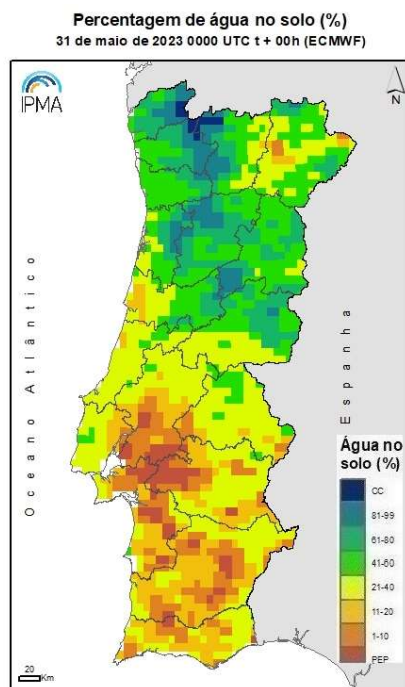 Percentagem de água no solo (%)
31 de maio de 2023 0000 UTC t + 00h (ECMWF)
IPMA
N
Oceano Atlântico
Espanha
Água no
solo (%)
CC
81-99
61-80
41-60
21-40
11-20
1-10
PEP
20
Km